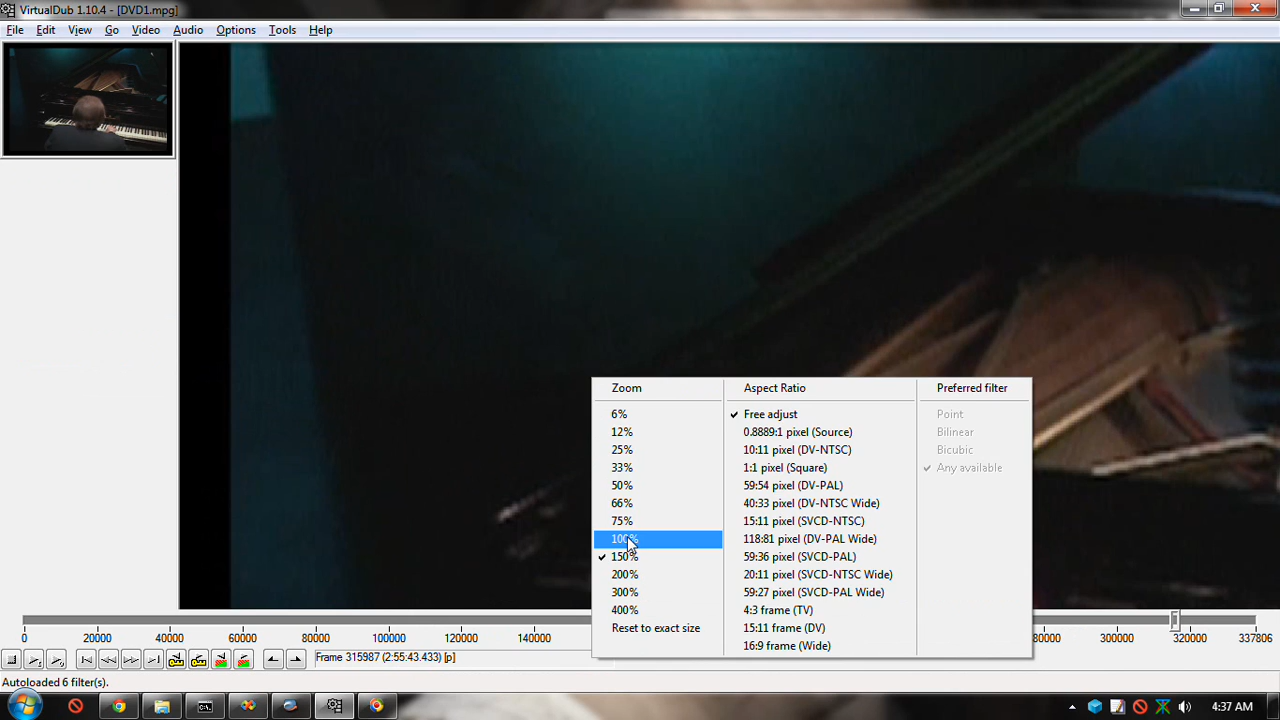 VirtualDub 1.10.4 - [DVD1.mpg]
File Edit View Go Video Audio Options Tools Help
Zoom
6%
12%
25%
33%
50%
66%
75%
100%
150%
200%
300%
400%
Reset to exact size
Aspect Ratio
Free adjust
0.8889:1 pixel (Source)
10:11 pixel (DV-NTSC)
1:1 pixel (Square)
59:54 pixel (DV-PAL)
40:33 pixel (DV-NTSC Wide)
15:11 pixel (SVCD-NTSC)
118:81 pixel (DV-PAL Wide)
59:36 pixel (SVCD-PAL)
20:11 pixel (SVCD-NTSC Wide)
59:27 pixel (SVCD-PAL Wide)
4:3 frame (TV)
15:11 frame (DV)
16:9 frame (Wide)
Preferred filter
Point
Bilinear
Bicubic
Any available
0 20000 40000 60000 80000 100000 120000 140000 80000 300000 320000 337806
Frame 315987 (2:55:43.433) [p]
Autoloaded 6 filter(s).
4:37 AM